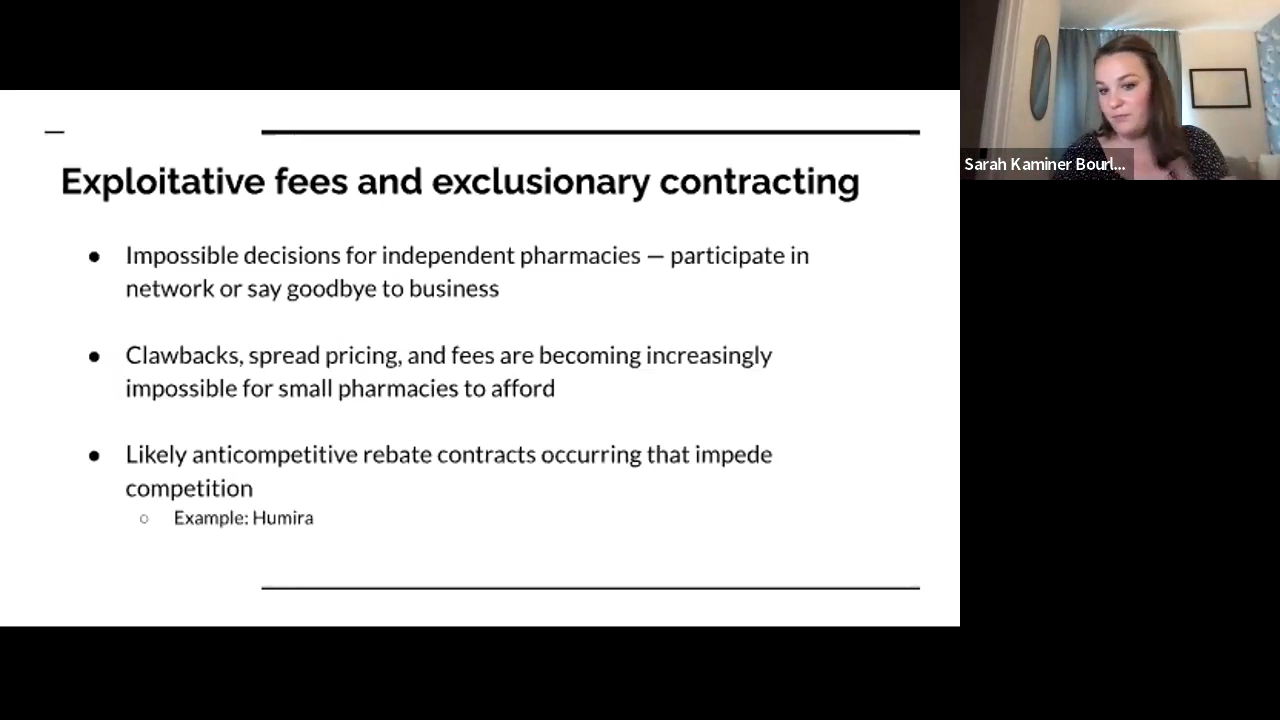 Exploitative fees and exclusionary contracting
● Impossible decisions for independent pharmacies — participate in
network or say goodbye to business
● Clawbacks, spread pricing, and fees are becoming increasingly
impossible for small pharmacies to afford
● Likely anticompetitive rebate contracts occurring that impede
competition
○ Example: Humira
Sarah Kaminer Bourl...